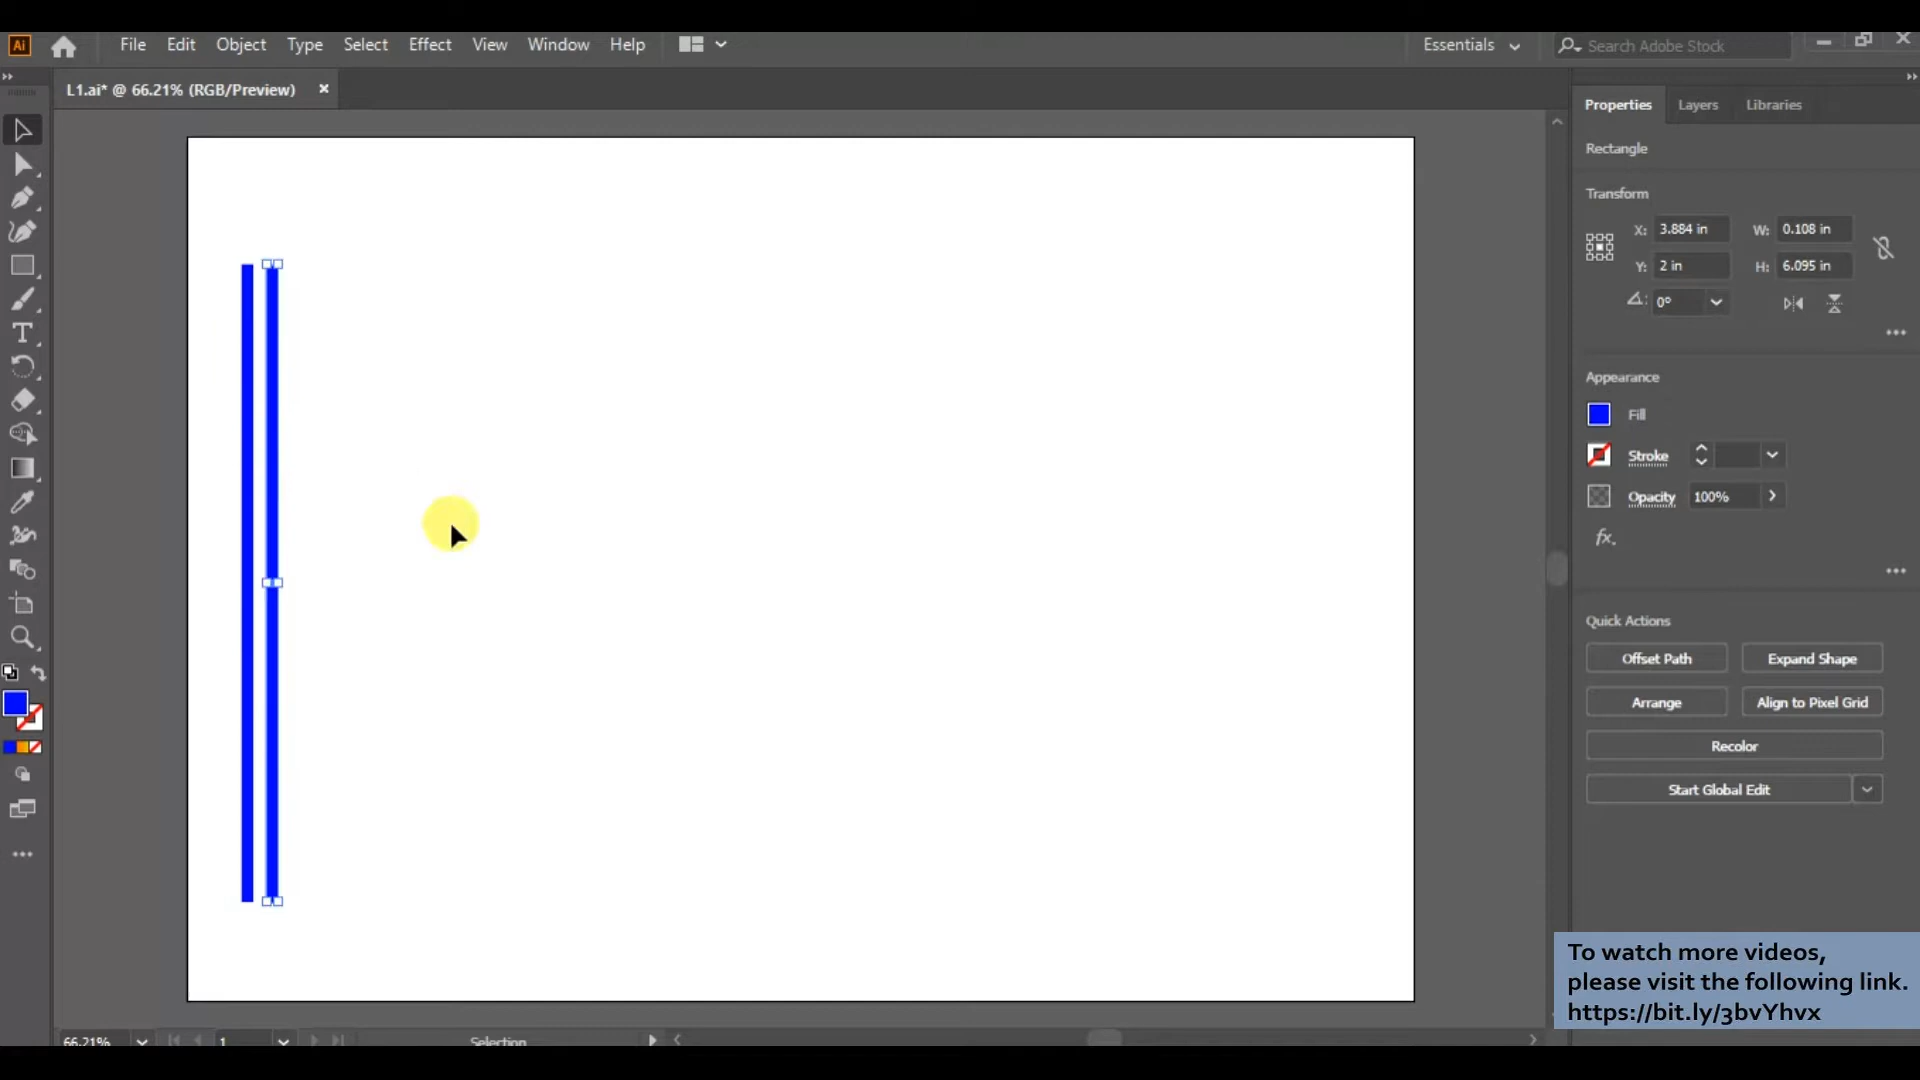 Ai File Edit Object Type Select Effect View Window Help Essentials Search Adobe Stock
L1.ai* @ 66.21% (RGB/Preview)
Properties Layers Libraries
Rectangle
Transform
X: 3.884 in W: 0.108 in
Y: 2 in H: 6.095 in
0°
Appearance
Fill
Stroke
Opacity 100%
fx.
Quick Actions
Offset Path Expand Shape
Arrange Align to Pixel Grid
Recolor
Start Global Edit
To watch more videos,
please visit the following link.
https://bit.ly/3bvYhvx
66.21% 1 Selection